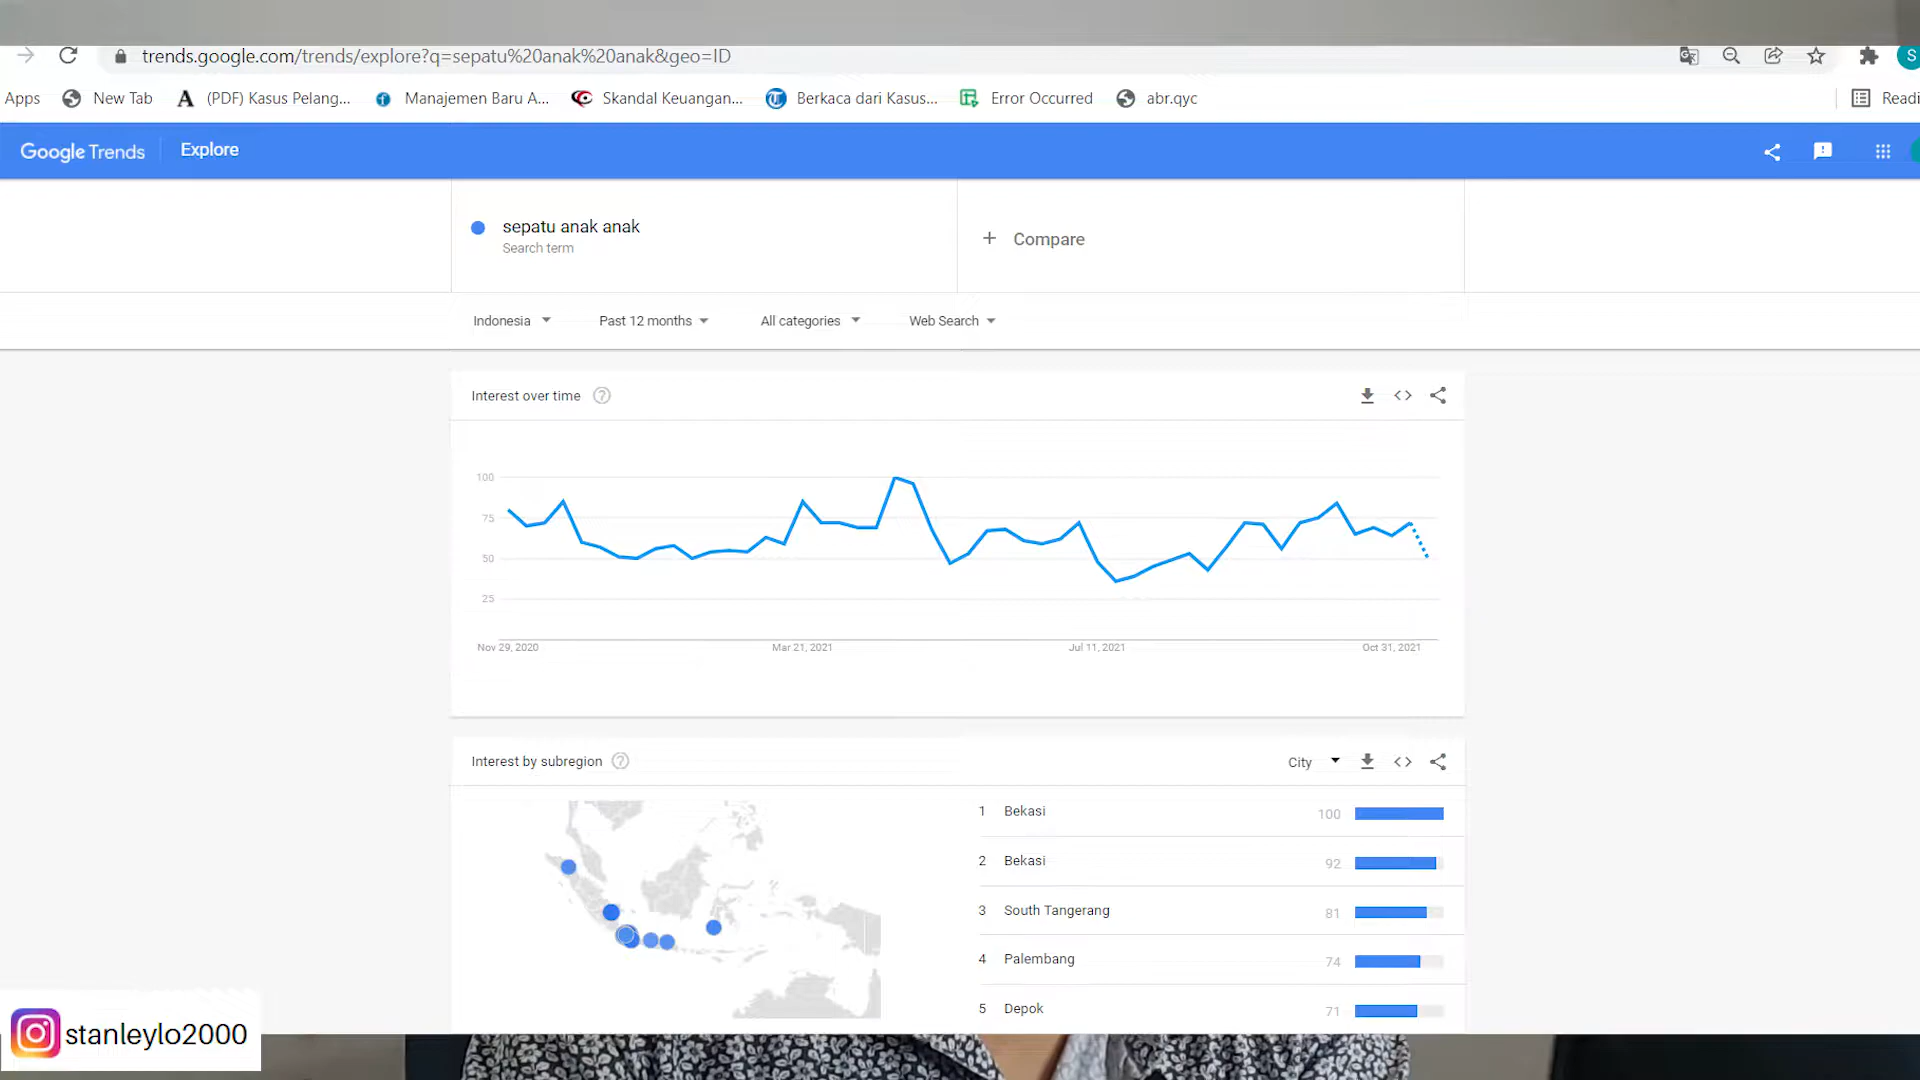 trends.google.com/trends/explore?q=sepatu%20anak%20anak&geo=ID
S
Apps New Tab (PDF) Kasus Pelang... Manajemen Baru A... Skandal Keuangan... Berkaca dari Kasus... Error Occurred abr.qyc Readi
Google Trends Explore
sepatu anak anak
Search term
+ Compare
Indonesia Past 12 months All categories Web Search
Interest over time
100
75
50
25
Nov 29, 2020 Mar 21, 2021 Jul 11, 2021 Oct 31, 2021
Interest by subregion City
1 Bekasi 100
2 Bekasi 92
3 South Tangerang 81
4 Palembang 74
5 Depok 71
stanleylo2000